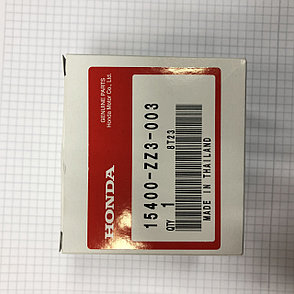 GENUINE PARTS
Honda Motor Co., Ltd.
HONDA
15400-ZZ3-003
8T23
QTY 1
MADE IN THAILAND